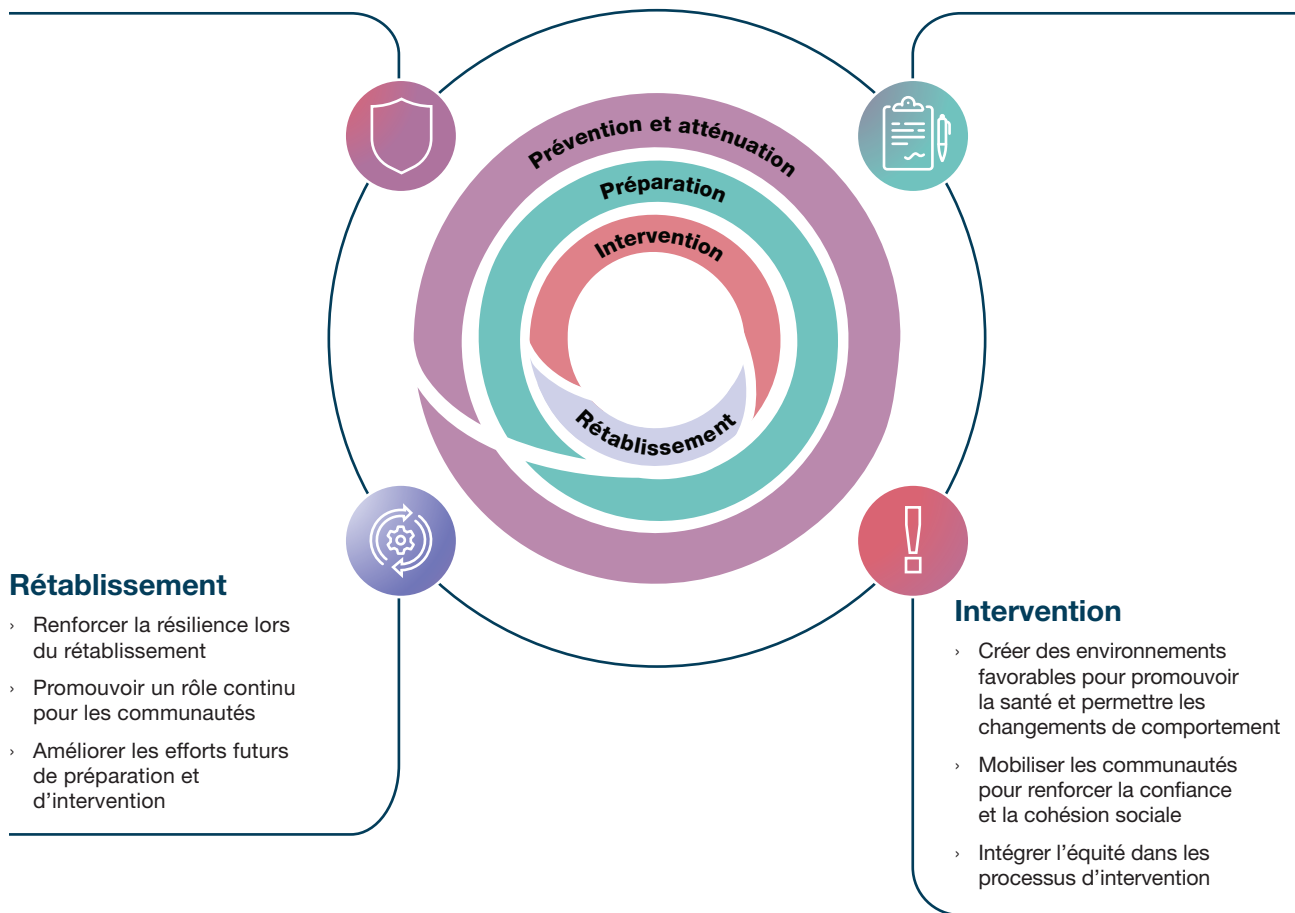 Prévention et atténuation
Préparation
Intervention
Rétablissement
Rétablissement
› Renforcer la résilience lors
du rétablissement
› Promouvoir un rôle continu
pour les communautés
› Améliorer les efforts futurs
de préparation et
d’intervention
Intervention
› Créer des environnements
favorables pour promouvoir
la santé et permettre les
changements de comportement
› Mobiliser les communautés
pour renforcer la confiance
et la cohésion sociale
› Intégrer l’équité dans les
processus d’intervention